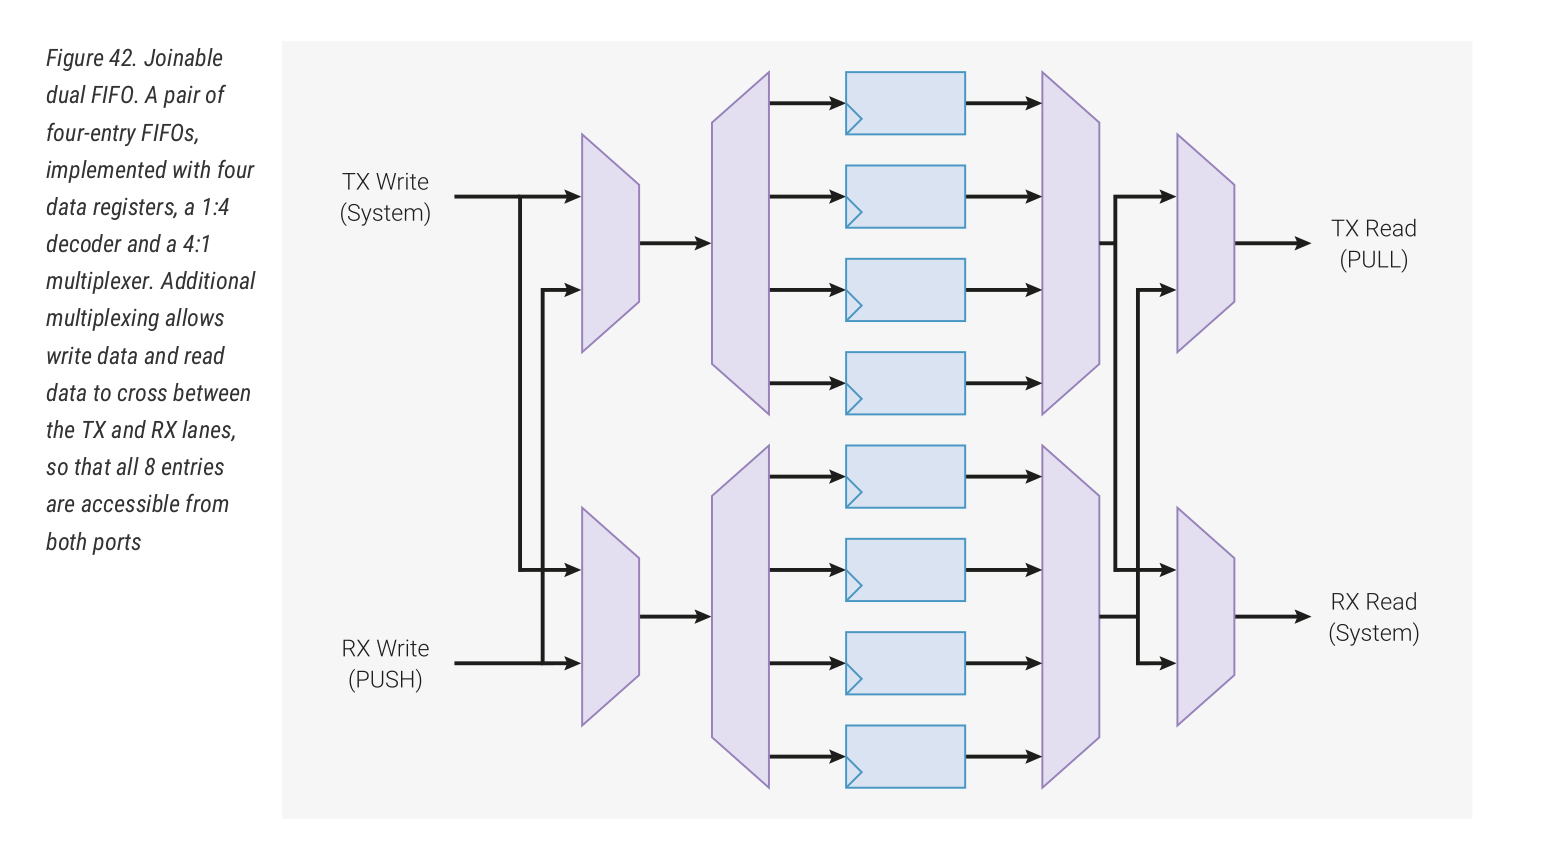 Figure 42. Joinable
dual FIFO. A pair of
four-entry FIFOs,
implemented with four
data registers, a 1:4
decoder and a 4:1
multiplexer. Additional
multiplexing allows
write data and read
data to cross between
the TX and RX lanes,
so that all 8 entries
are accessible from
both ports
TX Write
(System)
TX Read
(PULL)
RX Write
(PUSH)
RX Read
(System)